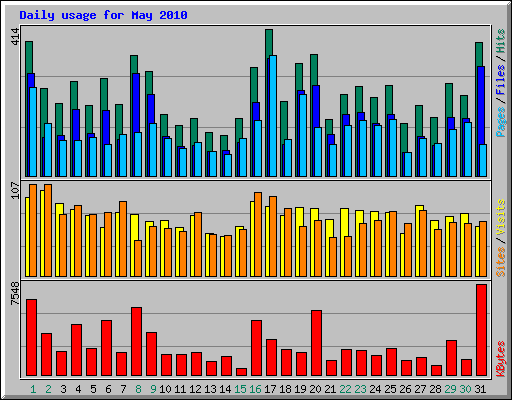 Daily usage for May 2010
414
Pages/Files/Hits
107
Sites/Visits
7548
KBytes
1 2 3 4 5 6 7 8 9 10 11 12 13 14 15 16 17 18 19 20 21 22 23 24 25 26 27 28 29 30 31